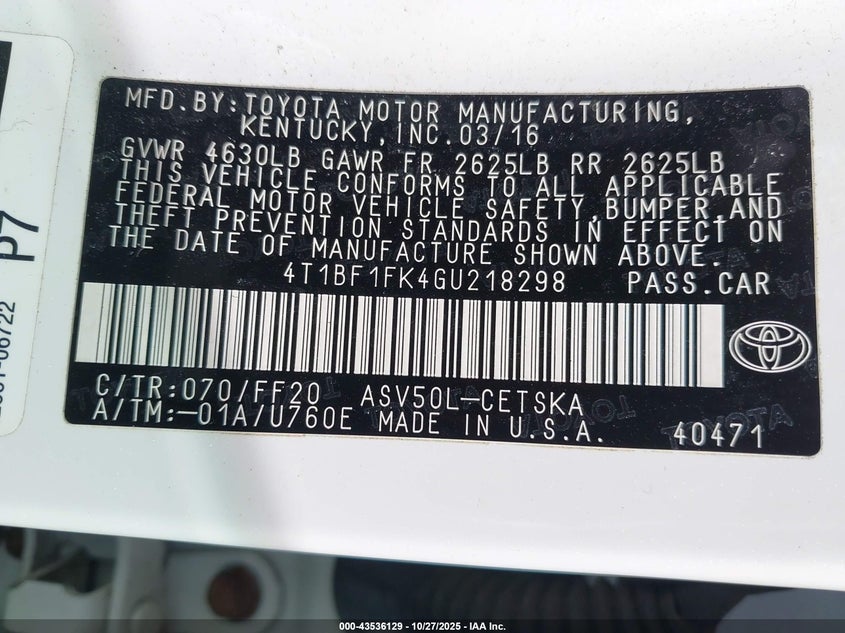 MFD.BY:TOYOTA MOTOR MANUFACTURING,
KENTUCKY,INC.03/16
GVWR 4630LB GAWR FR 2625LB RR 2625LB
THIS VEHICLE CONFORMS TO ALL APPLICABLE
FEDERAL MOTOR VEHICLE SAFETY,BUMPER,AND
THEFT PREVENTION STANDARDS IN EFFECT ON
THE DATE OF MANUFACTURE SHOWN ABOVE.
4T1BF1FK4GU218298 PASS.CAR
C/TR:070/FF20 ASV50L-CETSKA
A/TM:-01A/U760E MADE IN U.S.A. 40471
P7
06722
000-43536129 - 10/27/2025 - IAA Inc.